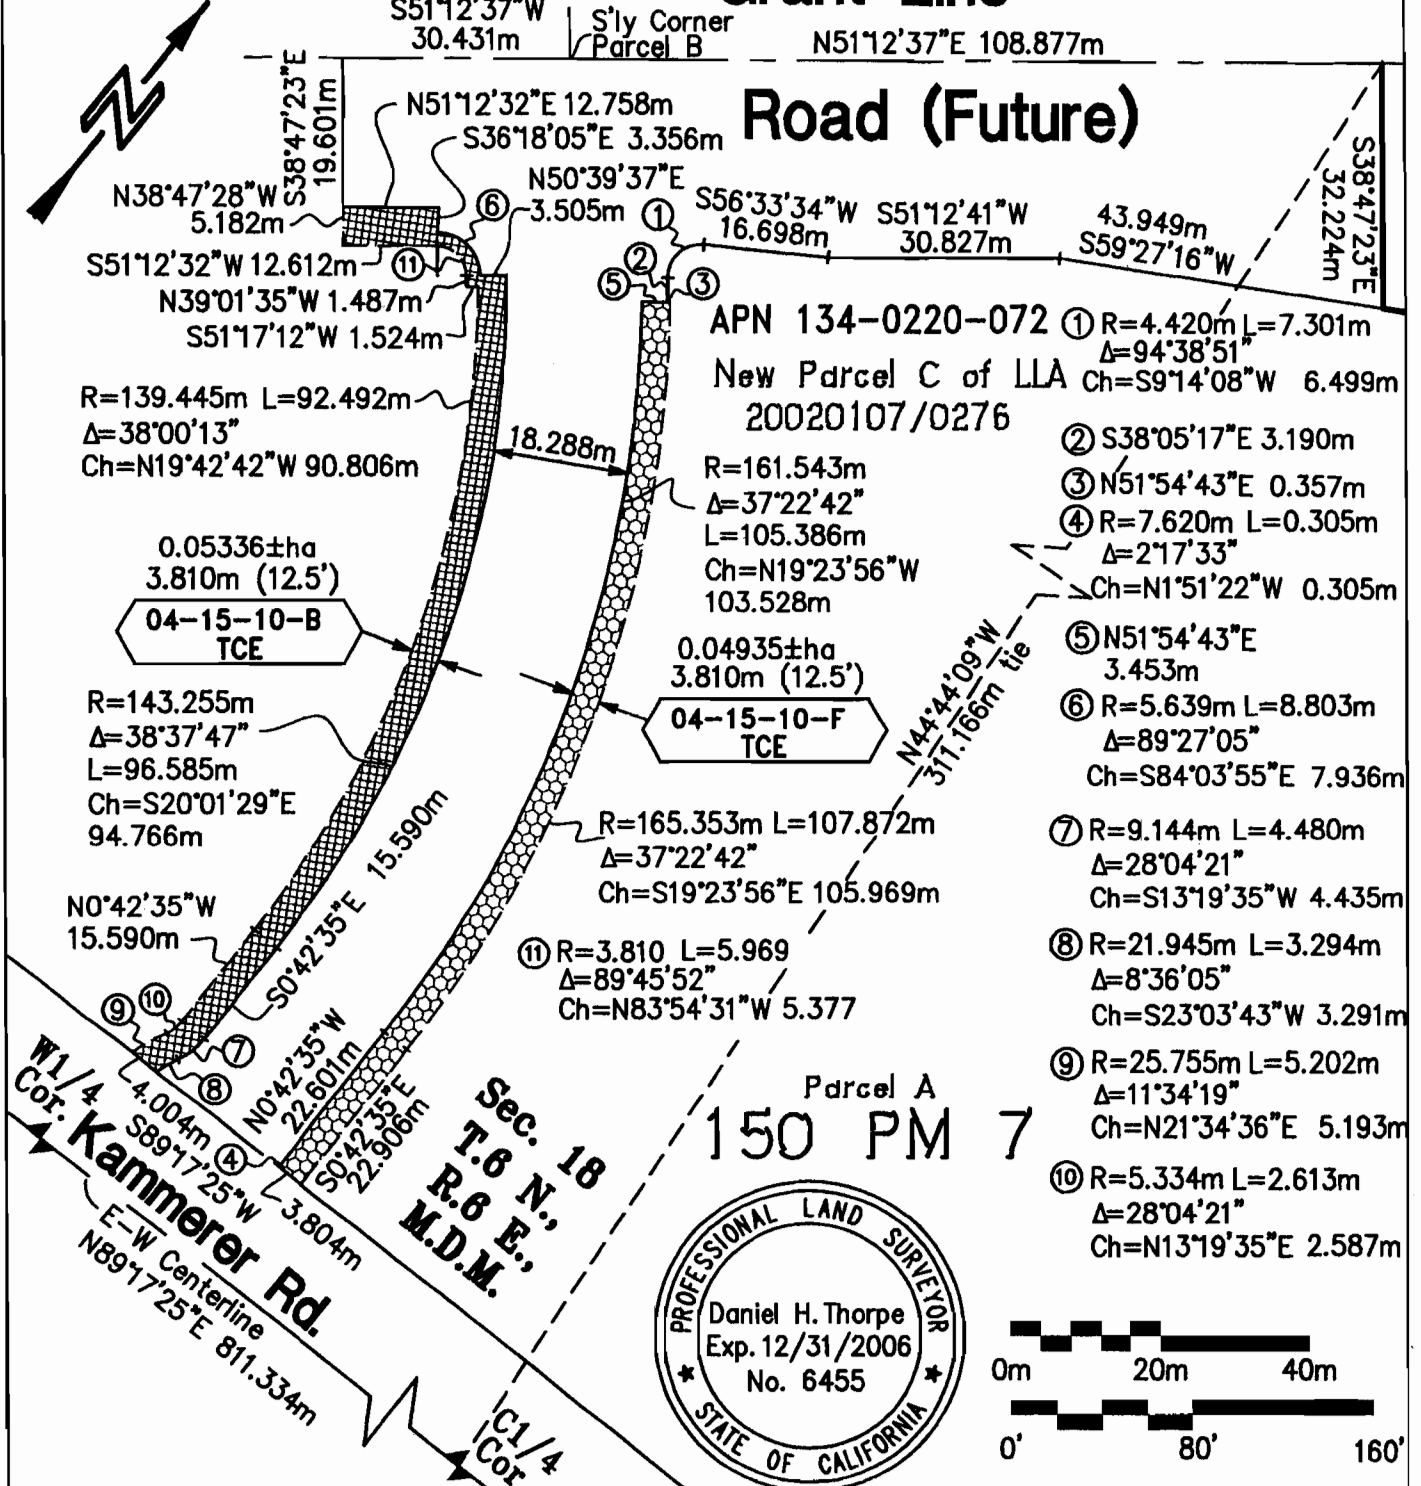 S51°12'37"W
30.431m
S'ly Corner
Parcel B
N51°12'37"E 108.877m
S38°47'23"E
19.601m
N51°12'32"E 12.758m
S36°18'05"E 3.356m
Road (Future)
S38°47'23"E
32.224m
N38°47'28"W
5.182m
⑥
N50°39'37"E
3.505m
①
S56°33'34"W
16.698m
S51°12'41"W
30.827m
43.949m
S59°27'16"W
S51°12'32"W 12.612m
⑪
②
⑤
③
N39°01'35"W 1.487m
S51°17'12"W 1.524m
APN 134-0220-072
New Parcel C of LLA
20020107/0276
① R=4.420m L=7.301m
Δ=94°38'51"
Ch=S9°14'08"W 6.499m
R=139.445m L=92.492m
Δ=38°00'13"
Ch=N19°42'42"W 90.806m
18.288m
② S38°05'17"E 3.190m
③ N51°54'43"E 0.357m
④ R=7.620m L=0.305m
Δ=2°17'33"
Ch=N1°51'22"W 0.305m
R=161.543m
Δ=37°22'42"
L=105.386m
Ch=N19°23'56"W
103.528m
0.05336±ha
3.810m (12.5')
04-15-10-B
TCE
0.04935±ha
3.810m (12.5')
04-15-10-F
TCE
N44°44'09"W
311.166m tie
⑤ N51°54'43"E
3.453m
⑥ R=5.639m L=8.803m
Δ=89°27'05"
Ch=S84°03'55"E 7.936m
R=143.255m
Δ=38°37'47"
L=96.585m
Ch=S20°01'29"E
94.766m
R=165.353m L=107.872m
Δ=37°22'42"
Ch=S19°23'56"E 105.969m
⑦ R=9.144m L=4.480m
Δ=28°04'21"
Ch=S13°19'35"W 4.435m
N0°42'35"W
15.590m
S0°42'35"E 15.590m
⑪ R=3.810 L=5.969
Δ=89°45'52"
Ch=N83°54'31"W 5.377
⑧ R=21.945m L=3.294m
Δ=8°36'05"
Ch=S23°03'43"W 3.291m
⑨
⑩
⑦
⑧
④
⑨ R=25.755m L=5.202m
Δ=11°34'19"
Ch=N21°34'36"E 5.193m
W1/4
Cor.
4.004m
S89°17'25"W
N0°42'35"W
22.601m
S0°42'35"E
22.906m
3.804m
Kammerer Rd.
E-W Centerline
N89°17'25"E 811.334m
Sec. 18
T.6 N.,
R.6 E.,
M.D.M.
Parcel A
150 PM 7
⑩ R=5.334m L=2.613m
Δ=28°04'21"
Ch=N13°19'35"E 2.587m
PROFESSIONAL LAND SURVEYOR
Daniel H. Thorpe
Exp. 12/31/2006
No. 6455
STATE OF CALIFORNIA
C1/4
Cor
0m 20m 40m
0' 80' 160'